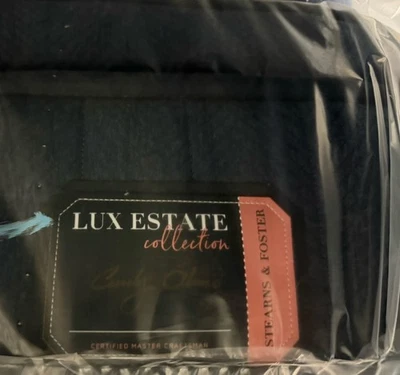 LUX ESTATE
collection
CERTIFIED MASTER CRAFTSMAN
STEARNS & FOSTER